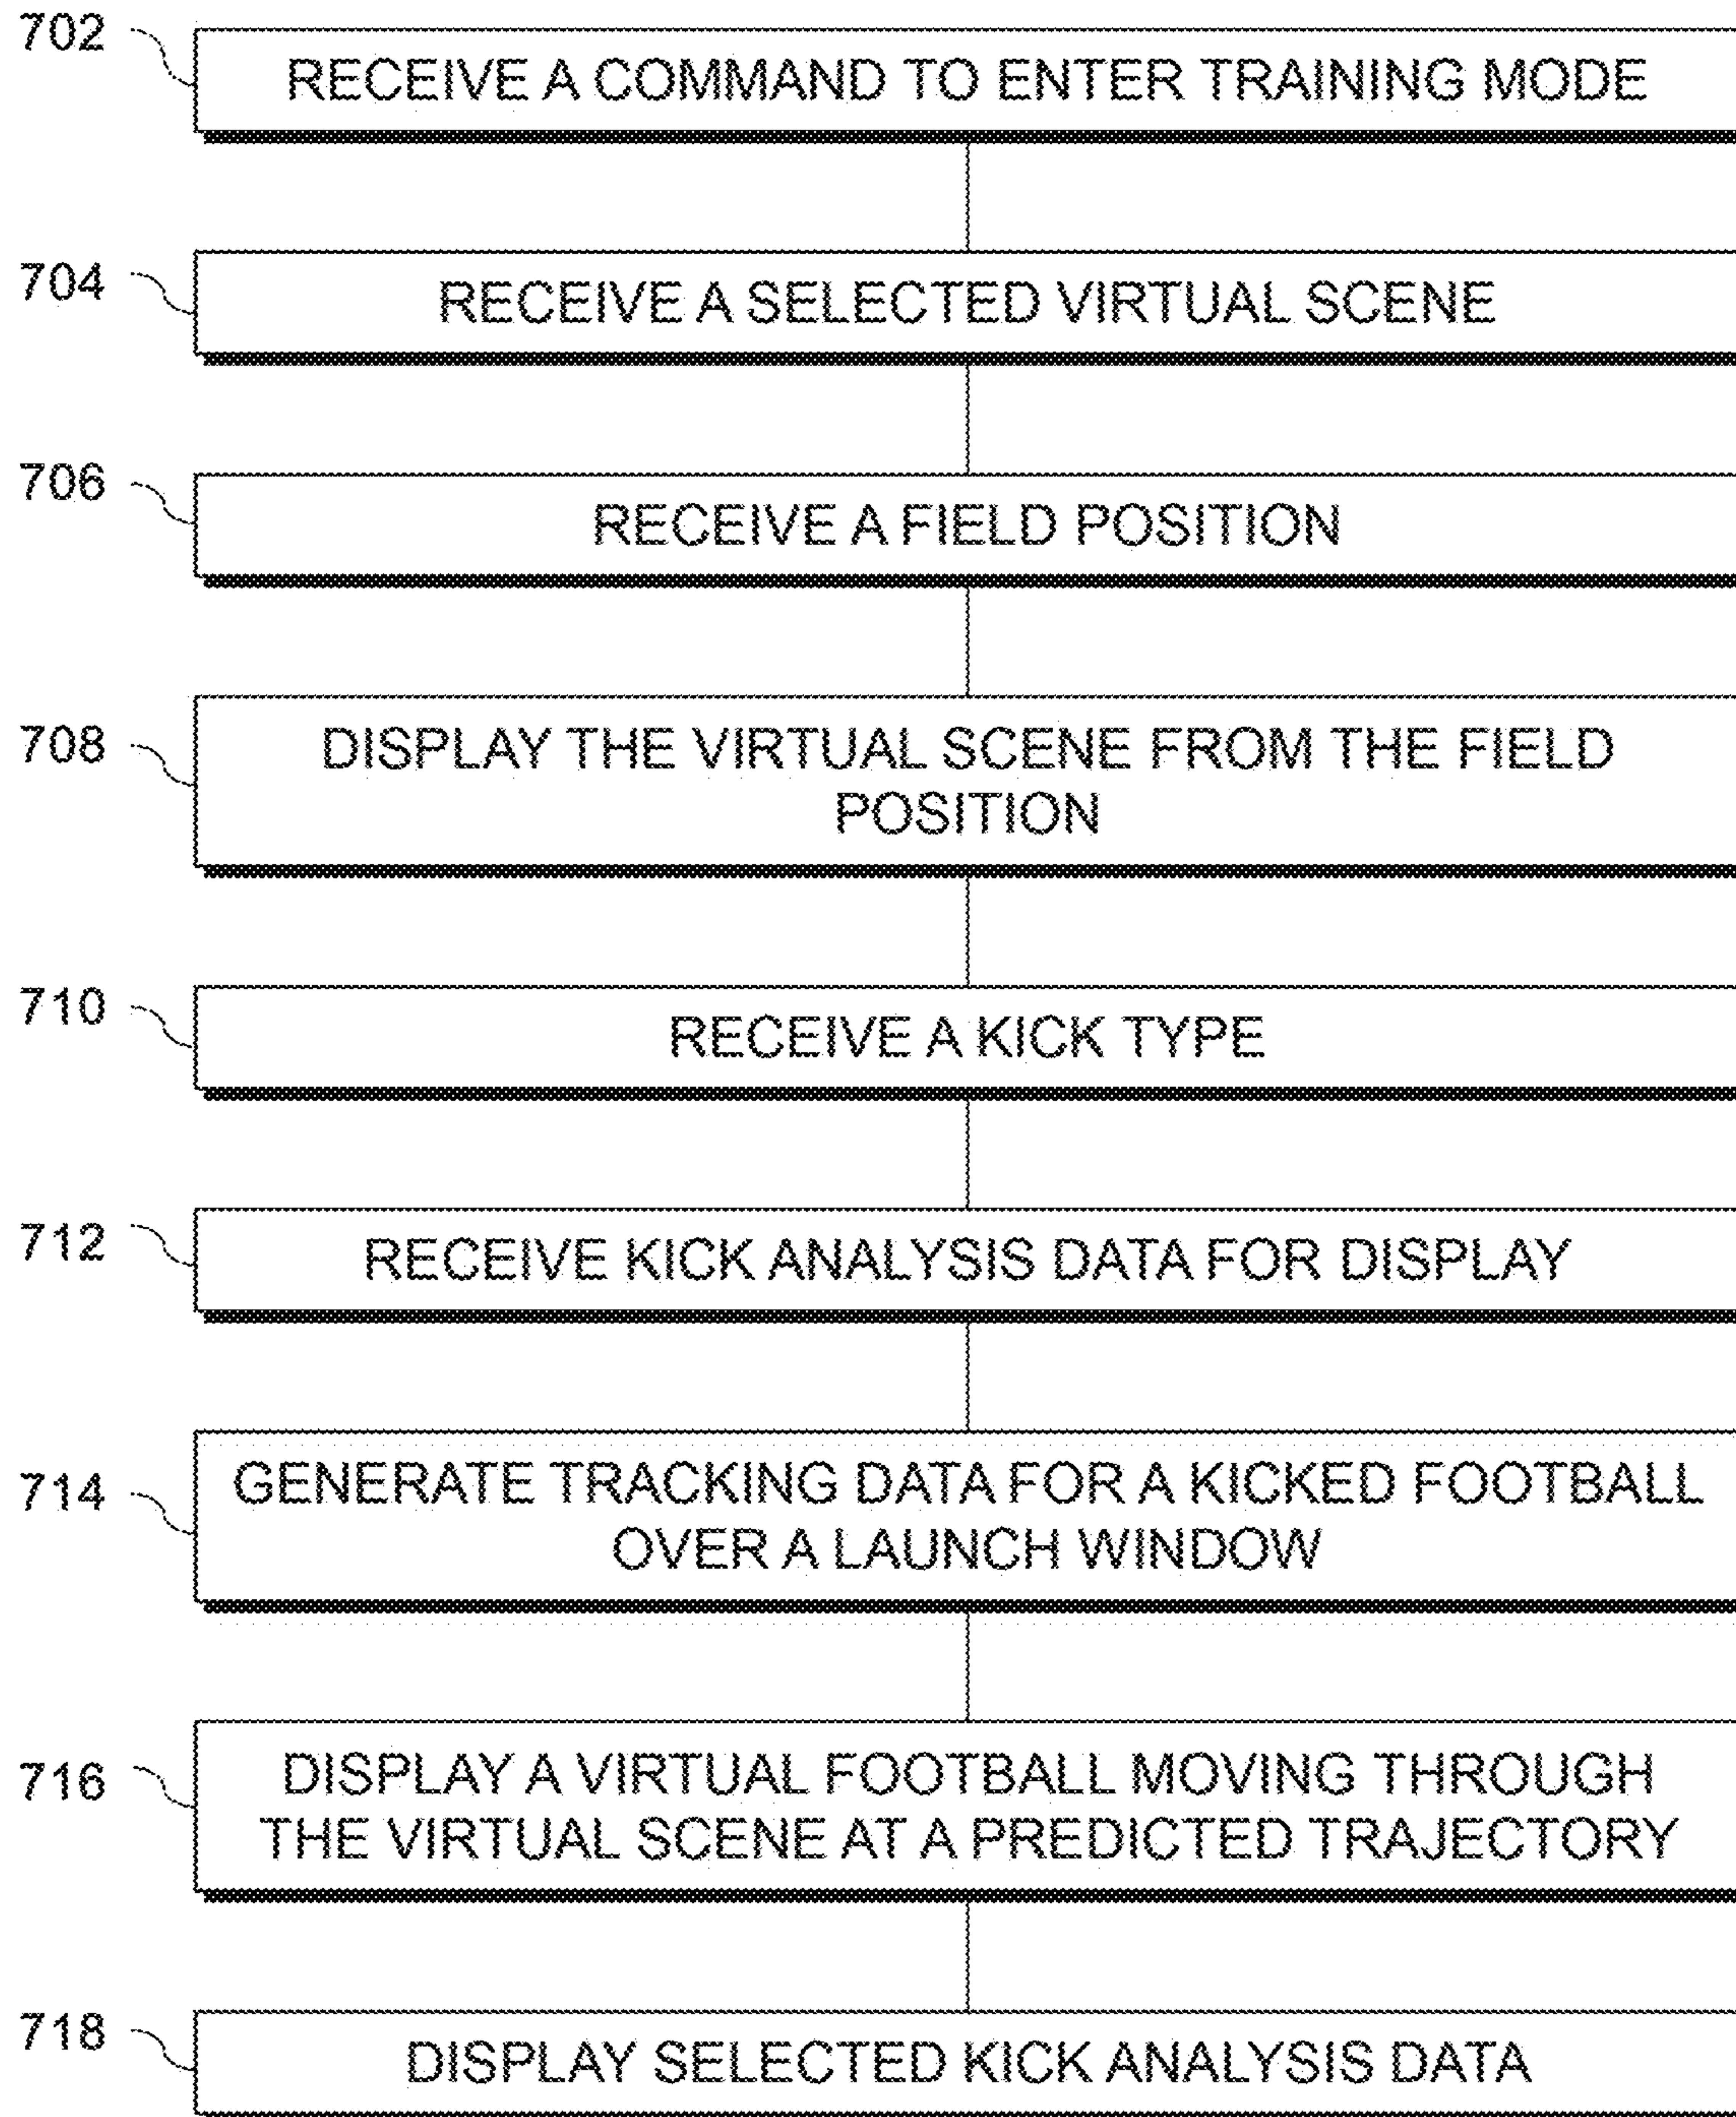 702
RECEIVE A COMMAND TO ENTER TRAINING MODE
704
RECEIVE A SELECTED VIRTUAL SCENE
706
RECEIVE A FIELD POSITION
708
DISPLAY THE VIRTUAL SCENE FROM THE FIELD
POSITION
710
RECEIVE A KICK TYPE
712
RECEIVE KICK ANALYSIS DATA FOR DISPLAY
714
GENERATE TRACKING DATA FOR A KICKED FOOTBALL
OVER A LAUNCH WINDOW
716
DISPLAY A VIRTUAL FOOTBALL MOVING THROUGH
THE VIRTUAL SCENE AT A PREDICTED TRAJECTORY
718
DISPLAY SELECTED KICK ANALYSIS DATA